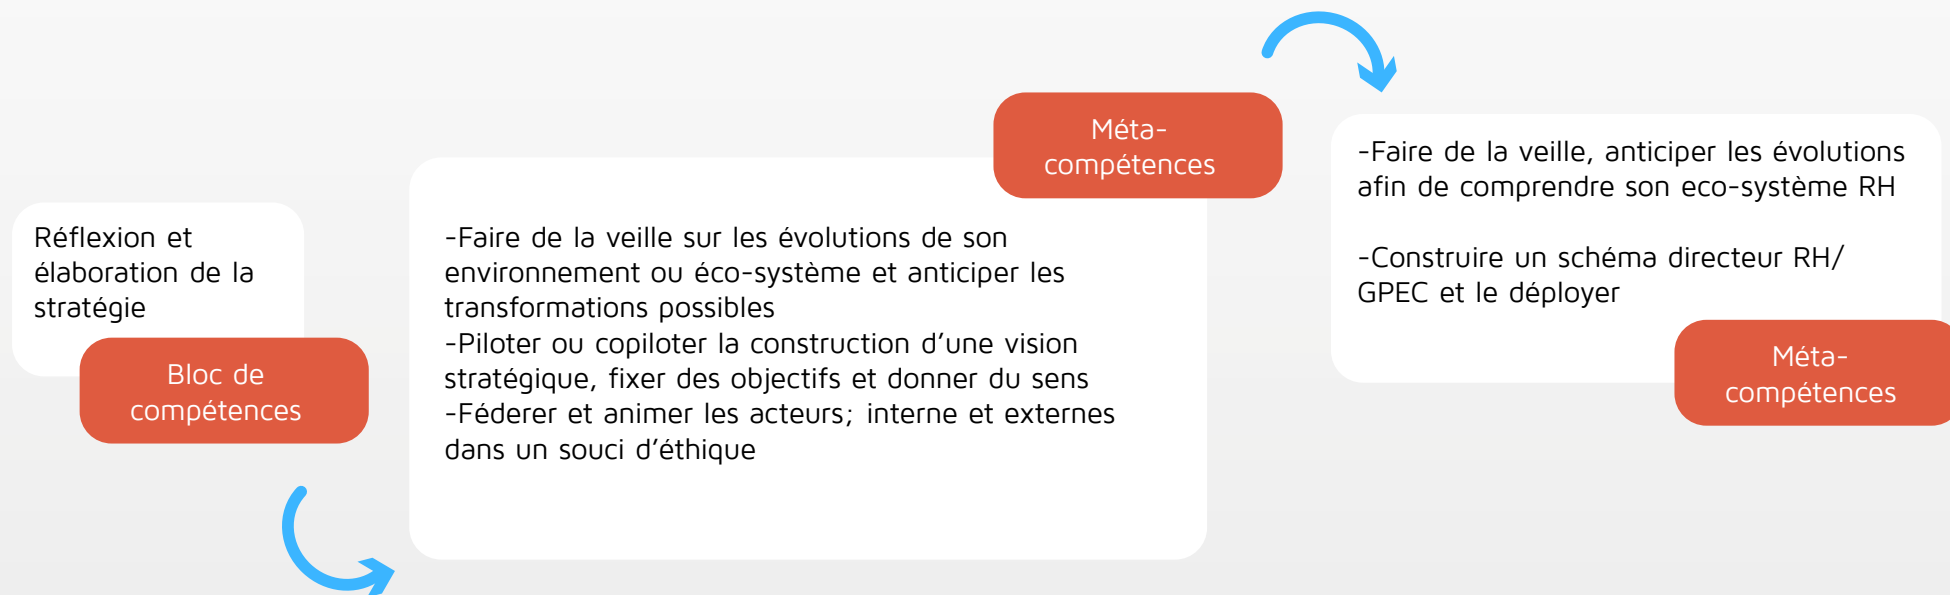 Réflexion et
élaboration de la
stratégie
Bloc de
compétences
Méta-
compétences
-Faire de la veille sur les évolutions de son
environnement ou éco-système et anticiper les
transformations possibles
-Piloter ou copiloter la construction d’une vision
stratégique, fixer des objectifs et donner du sens
-Féderer et animer les acteurs; interne et externes
dans un souci d’éthique
-Faire de la veille, anticiper les évolutions
afin de comprendre son eco-système RH
-Construire un schéma directeur RH/
GPEC et le déployer
Méta-
compétences